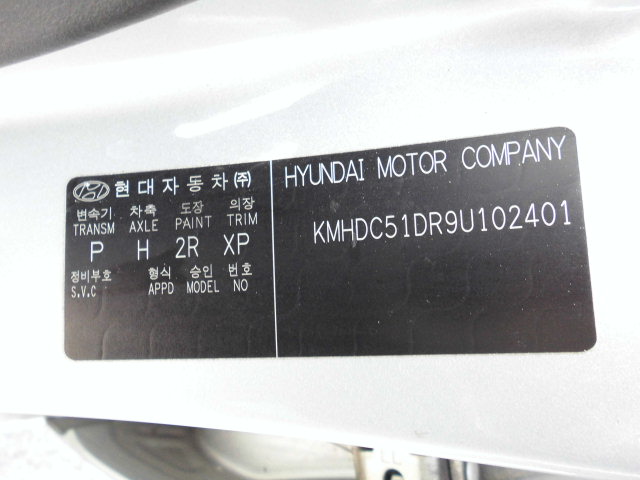 현대자동차(주)
변속기 차축 도장 의장
TRANSM AXLE PAINT TRIM
P H 2R XP
정비부호 형식 승인 번호
S.V.C APPD MODEL NO
HYUNDAI MOTOR COMPANY
KMHDC51DR9U102401